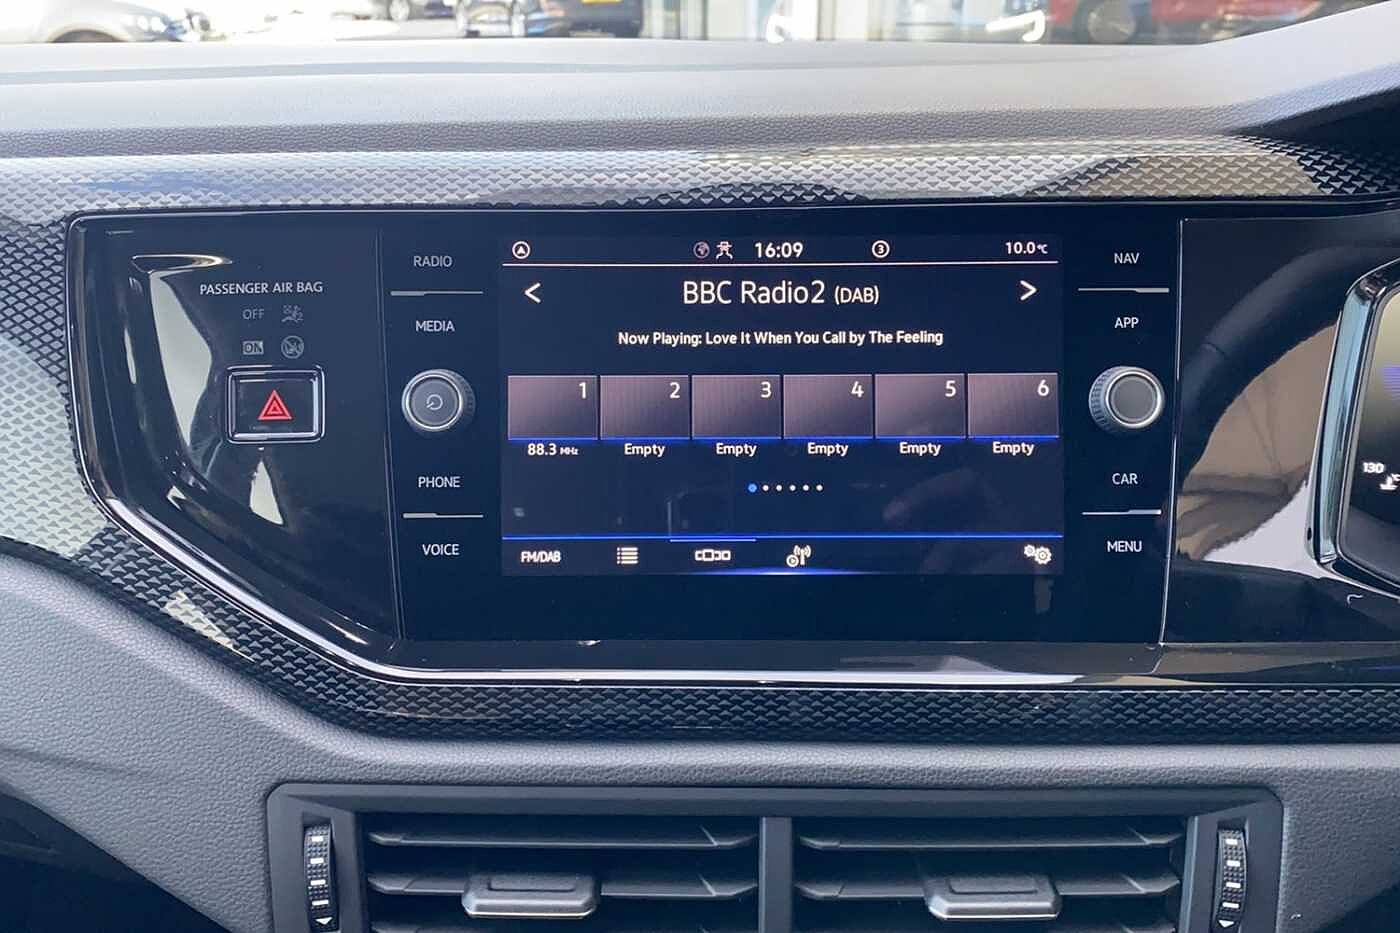 RADIO
MEDIA
PHONE
VOICE
PASSENGER AIR BAG
OFF
ON
16:09
3
10.0°C
BBC Radio2 (DAB)
Now Playing: Love It When You Call by The Feeling
1 2 3 4 5 6
88.3 MHz Empty Empty Empty Empty Empty
FM/DAB
NAV
APP
CAR
MENU
130